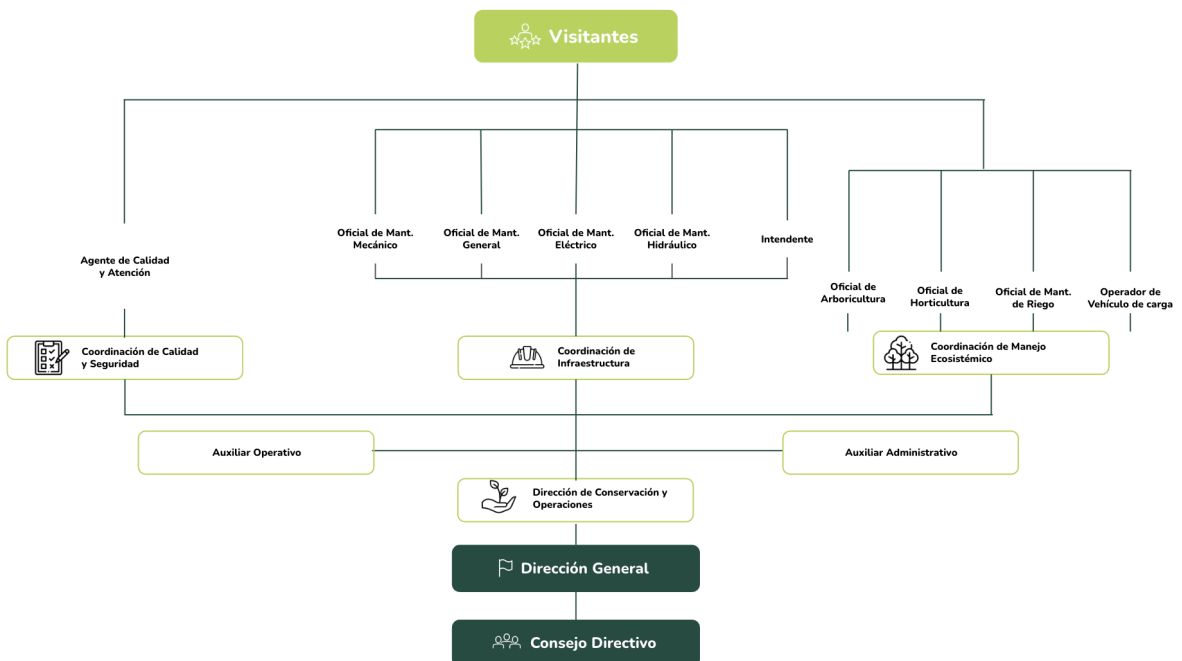 Visitantes
Oficial de Mant.
Mecánico
Oficial de Mant.
General
Oficial de Mant.
Eléctrico
Oficial de Mant.
Hidráulico
Intendente
Agente de Calidad
y Atención
Oficial de
Arboricultura
Oficial de
Horticultura
Oficial de Mant.
de Riego
Operador de
Vehículo de carga
Coordinación de Calidad
y Seguridad
Coordinación de
Infraestructura
Coordinación de Manejo
Ecosistémico
Auxiliar Operativo
Auxiliar Administrativo
Dirección de Conservación y
Operaciones
Dirección General
Consejo Directivo